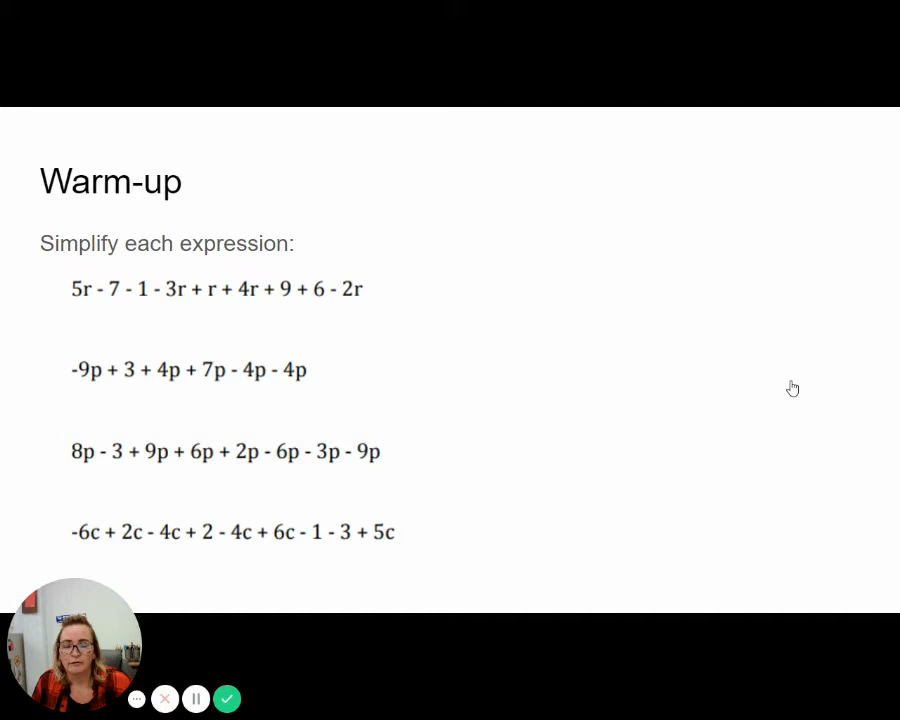 Warm-up
Simplify each expression:
5r - 7 - 1 - 3r + r + 4r + 9 + 6 - 2r
-9p + 3 + 4p + 7p - 4p - 4p
8p - 3 + 9p + 6p + 2p - 6p - 3p - 9p
-6c + 2c - 4c + 2 - 4c + 6c - 1 - 3 + 5c